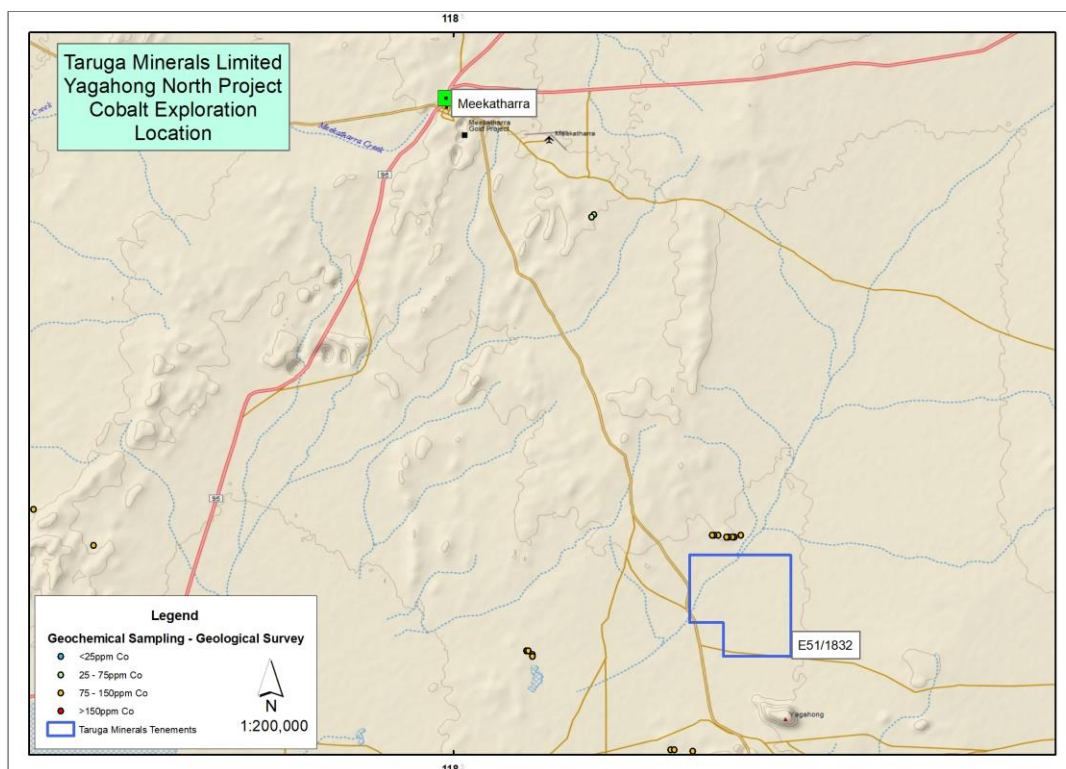 118
Taruga Minerals Limited
Yagahong North Project
Cobalt Exploration
Location
Meekatharra
Creek
Meekatharra Creek
Meekatharra
Gold Project
Meekatharra
95
95
E51/1832
Yagahong
Legend
Geochemical Sampling - Geological Survey
<25ppm Co
25 - 75ppm Co
75 - 150ppm Co
>150ppm Co
Taruga Minerals Tenements
N
1:200,000
118